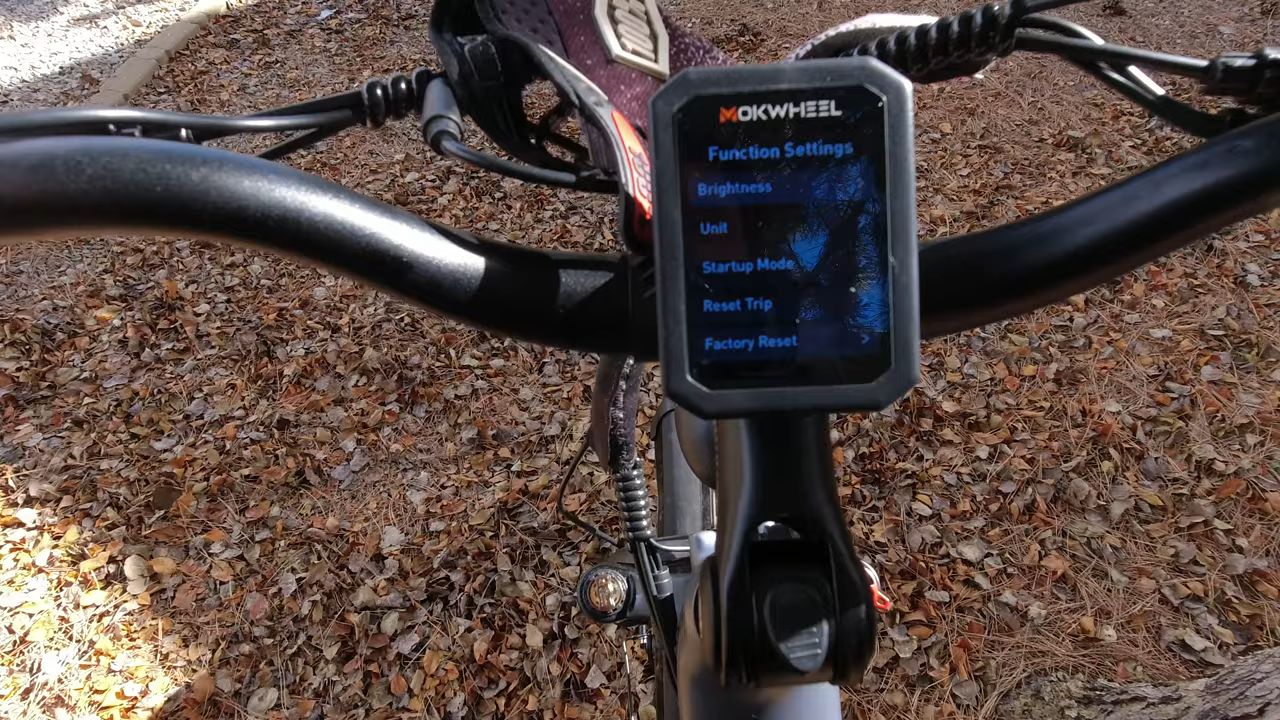 MOKWHEEL
Function Settings
Brightness
Unit
Startup Mode
Reset Trip
Factory Reset >